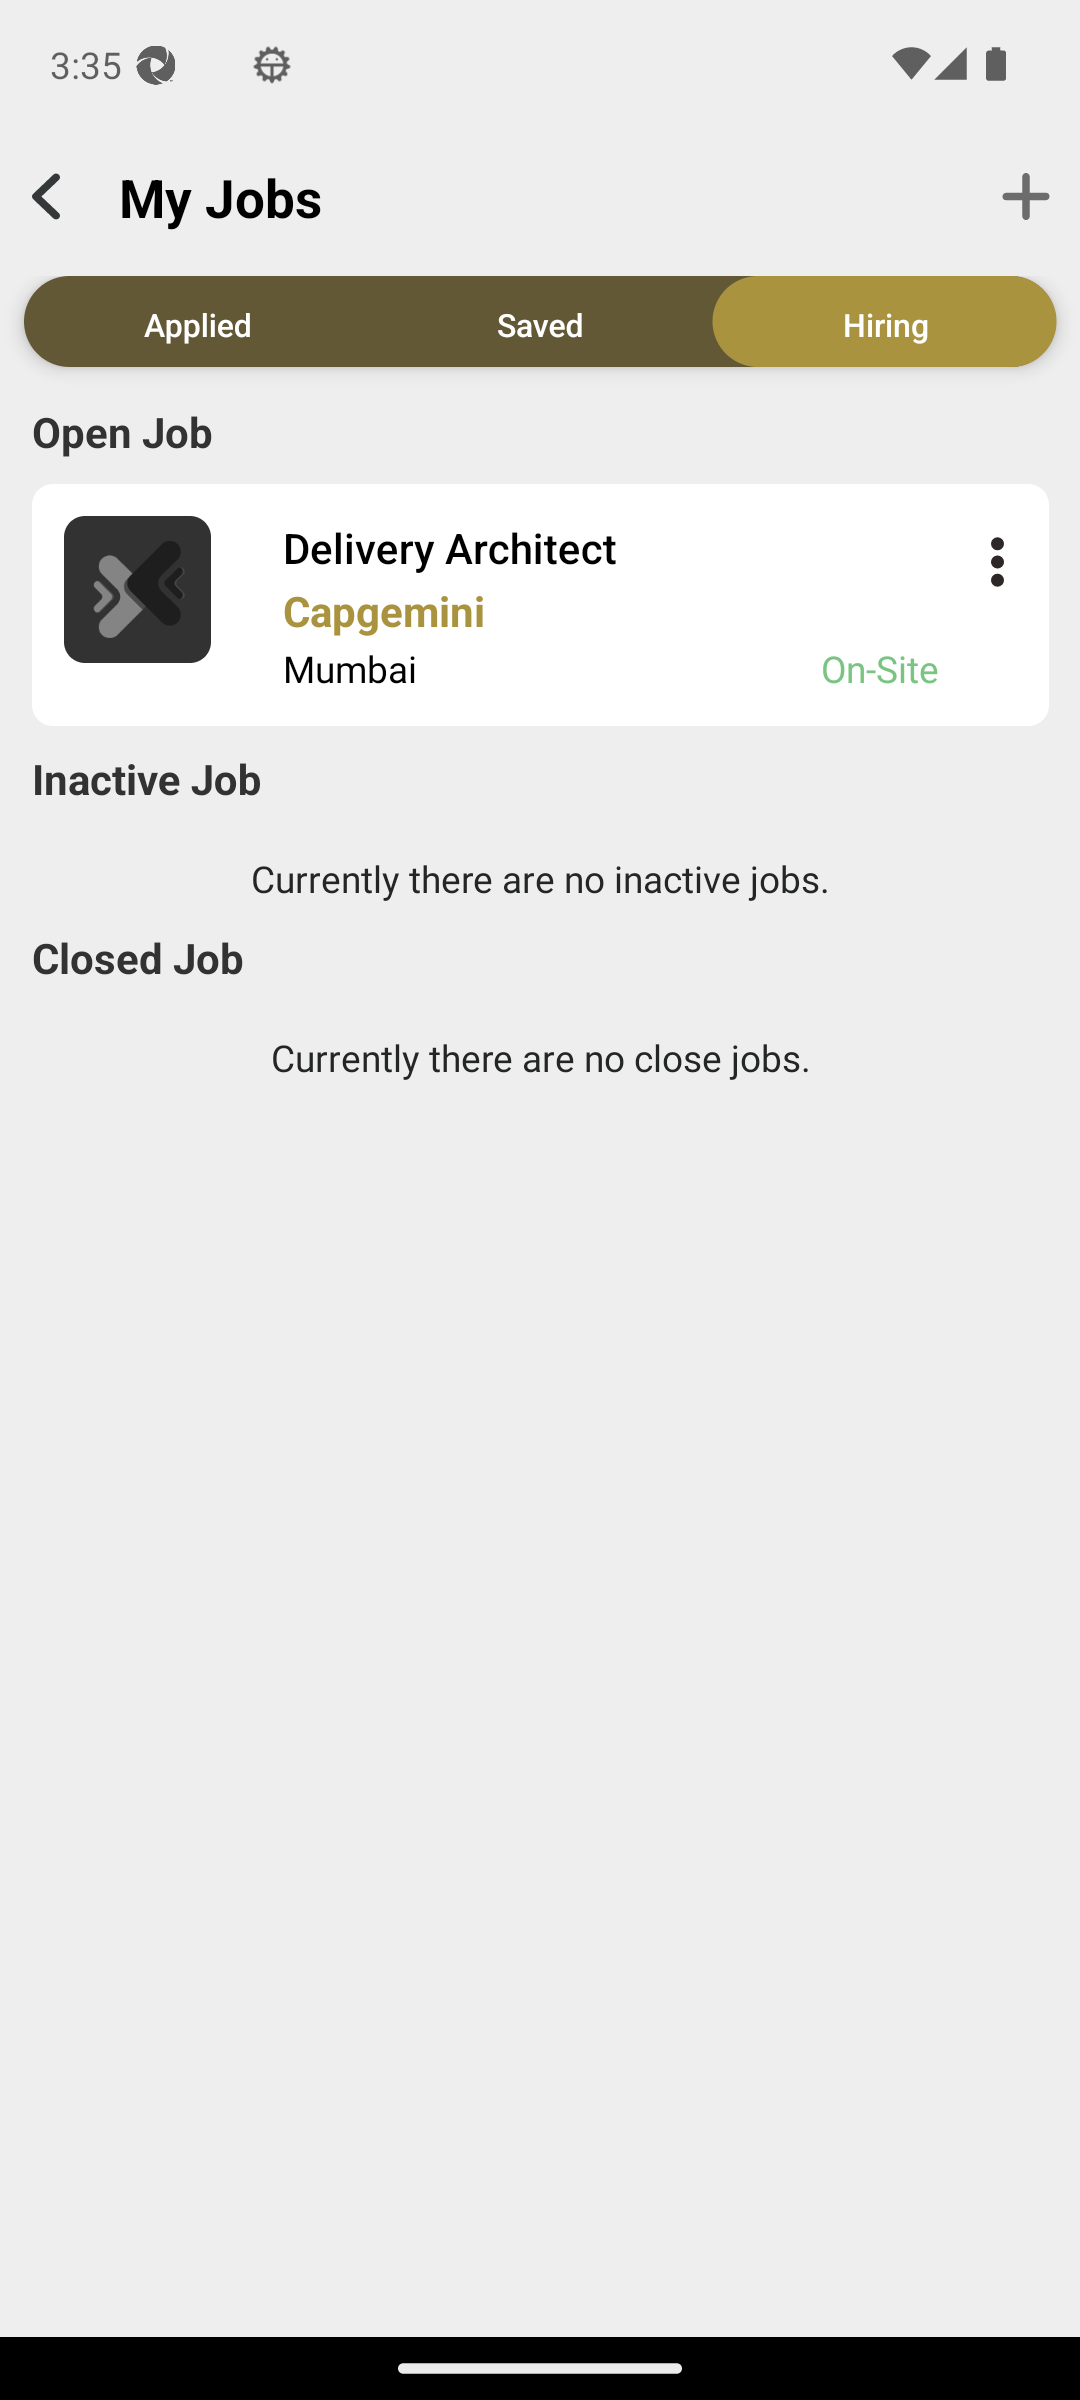 3:35
My Jobs
Applied
Saved
Hiring
Open Job
Delivery Architect
Capgemini
Mumbai
On-Site
Inactive Job
Currently there are no inactive jobs.
Closed Job
Currently there are no close jobs.